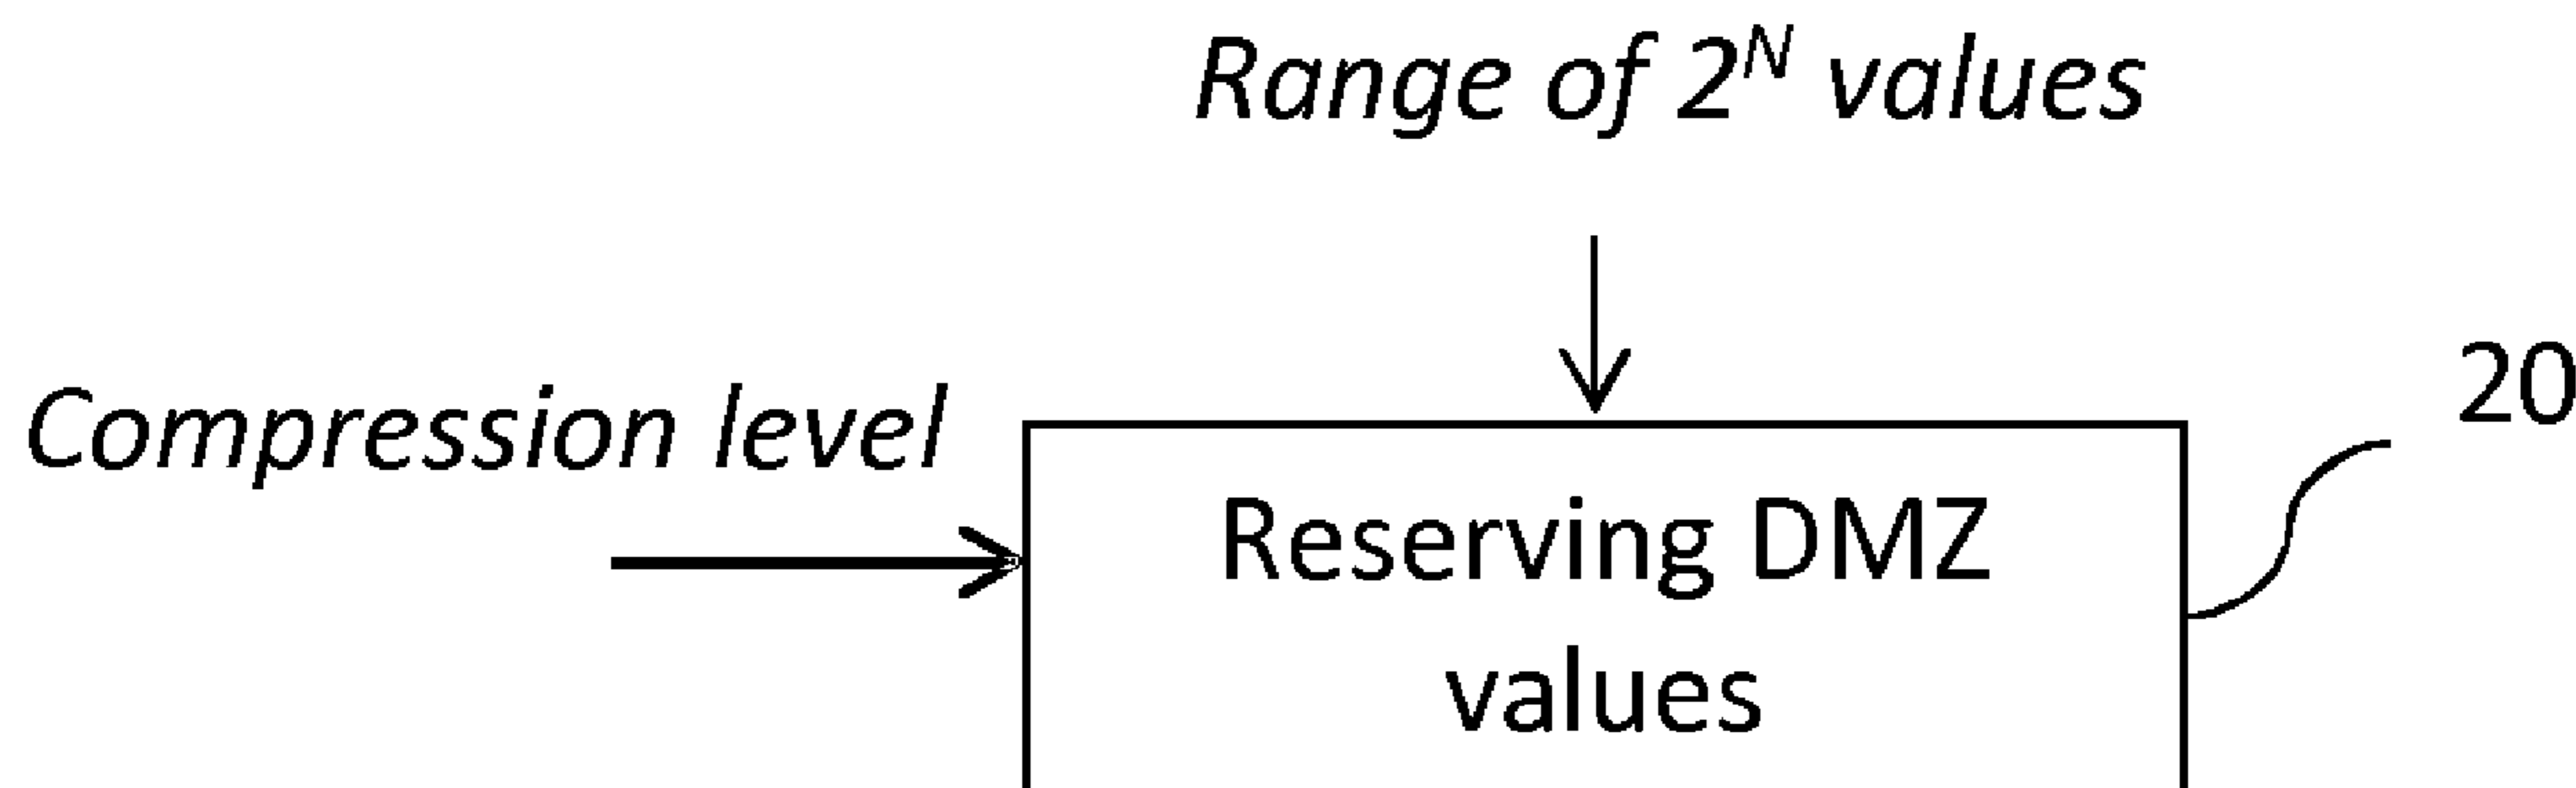 Range of 2^N values
Compression level
20
Reserving DMZ
values